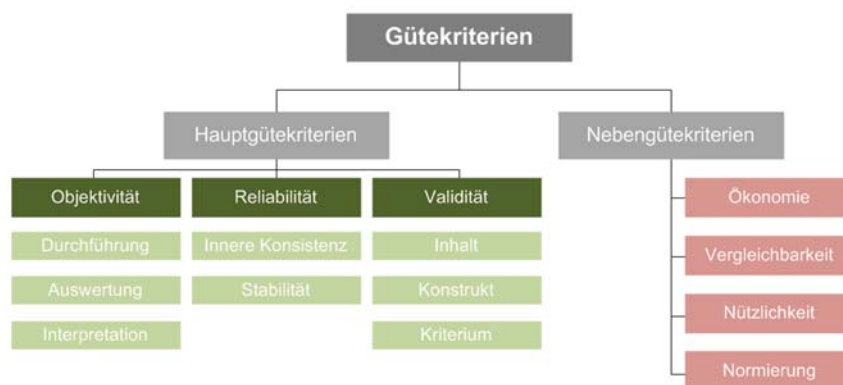 Gütekriterien
Hauptgütekriterien
Nebengütekriterien
Objektivität
Reliabilität
Validität
Ökonomie
Durchführung
Innere Konsistenz
Inhalt
Vergleichbarkeit
Auswertung
Stabilität
Konstrukt
Nützlichkeit
Interpretation
Kriterium
Normierung